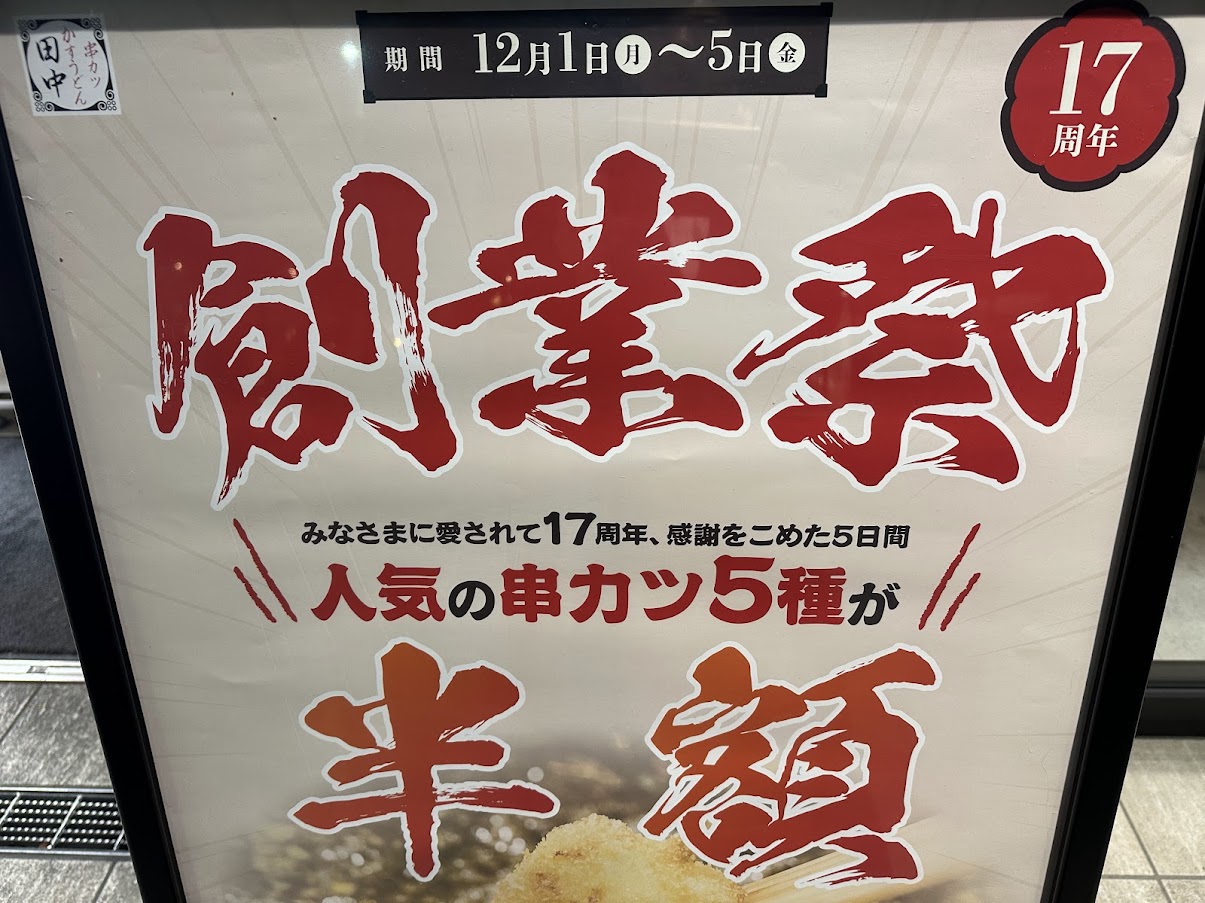 串カツ
かすうどん
田中
期間 12月1日月〜5日金
17
周年
創業祭
みなさまに愛されて17周年、感謝をこめた5日間
人気の串カツ5種が
半額